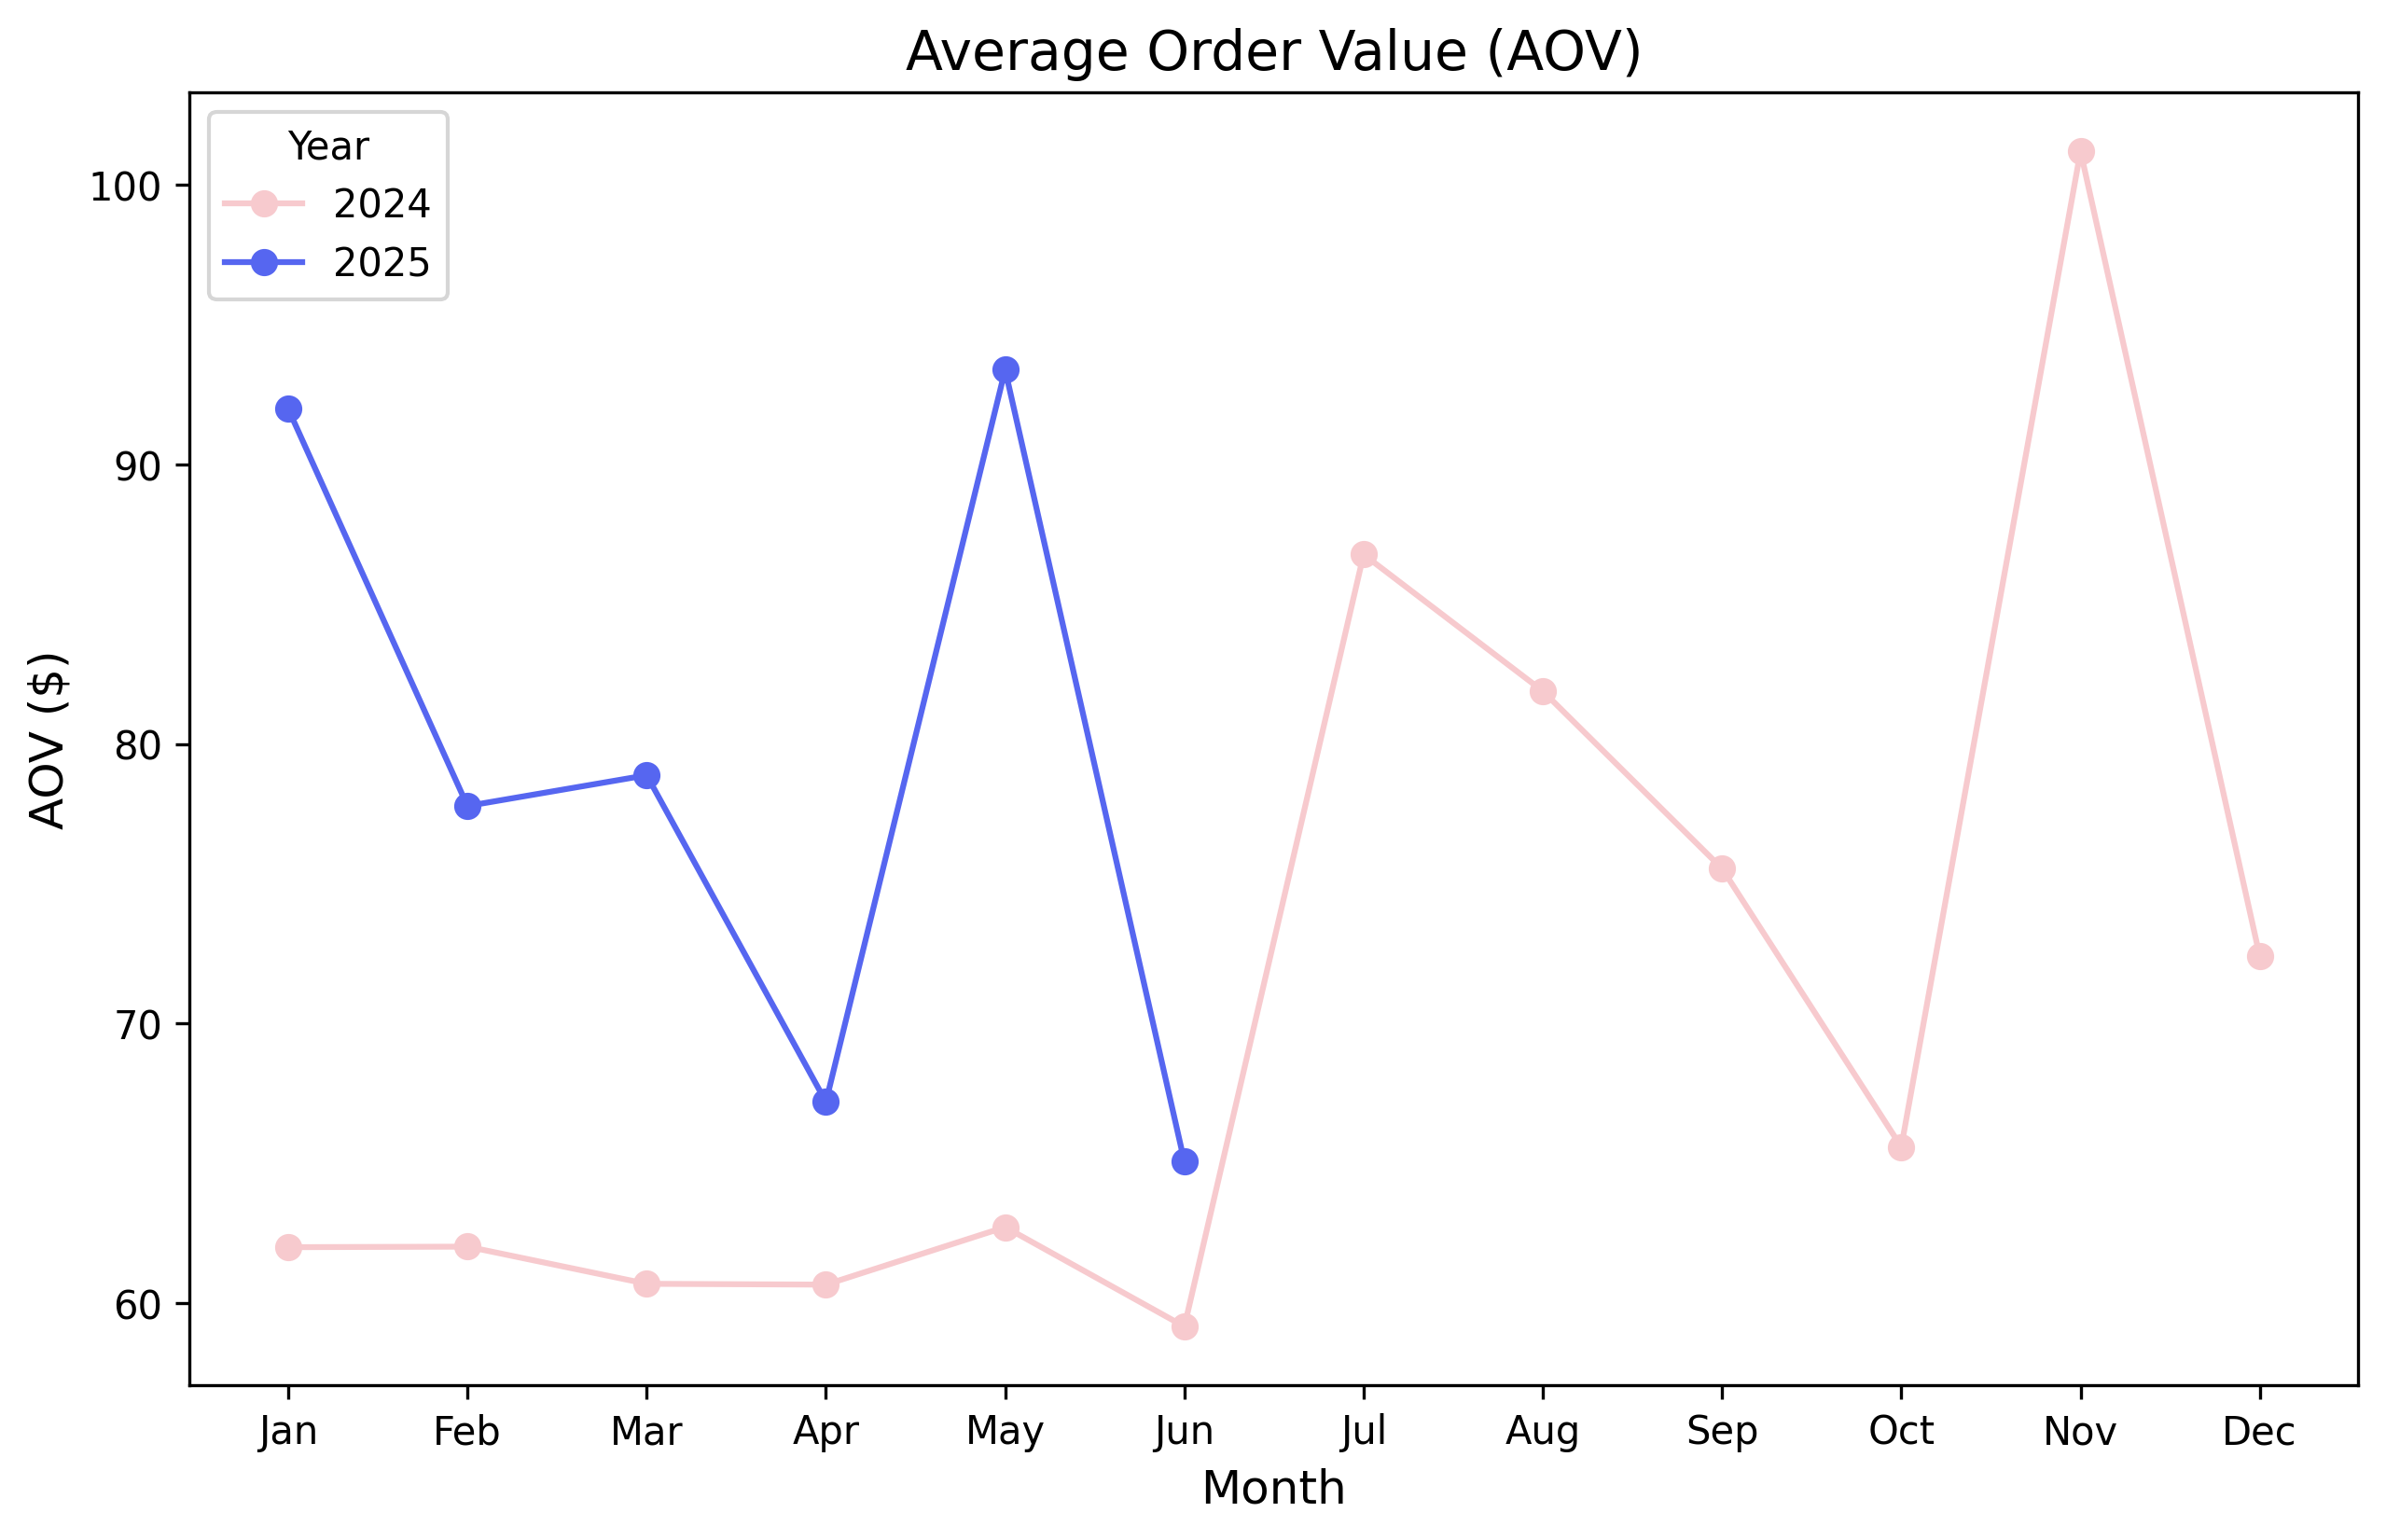 Average Order Value (AOV)
Year
2024
2025
100
90
80
70
60
AOV ($)
Jan Feb Mar Apr May Jun Jul Aug Sep Oct Nov Dec
Month